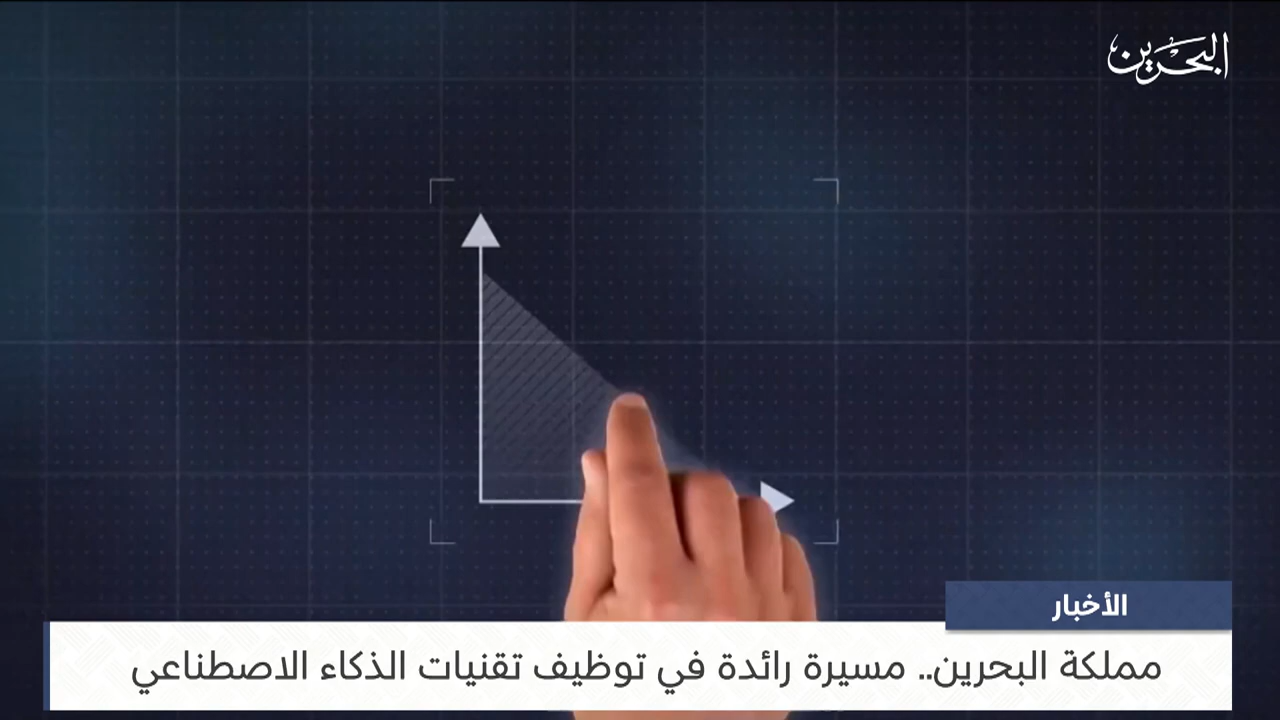 البحرين
الأخبار
مملكة البحرين.. مسيرة رائدة في توظيف تقنيات الذكاء الاصطناعي